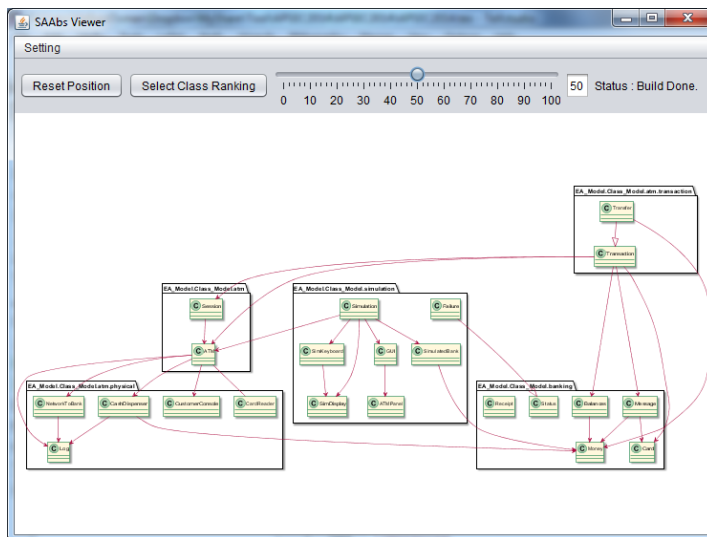 SAAbs Viewer
Setting
Reset Position
Select Class Ranking
0 10 20 30 40 50 60 70 80 90 100
50
Status : Build Done.
EA_Model.Class_Model.atm.transaction
C Transfer
C Transaction
EA_Model.Class_Model.atm
C Session
C ATM
EA_Model.Class_Model.simulation
C Simulation
C Failure
C SimKeyboard
C GUI
C SimulatedBank
C SimDisplay
C ATMPanel
EA_Model.Class_Model.atm.physical
C NetworkToBank
C CashDispenser
C CustomerConsole
C CardReader
C Log
EA_Model.Class_Model.banking
C Receipt
C Status
C Balances
C Message
C Money
C Card